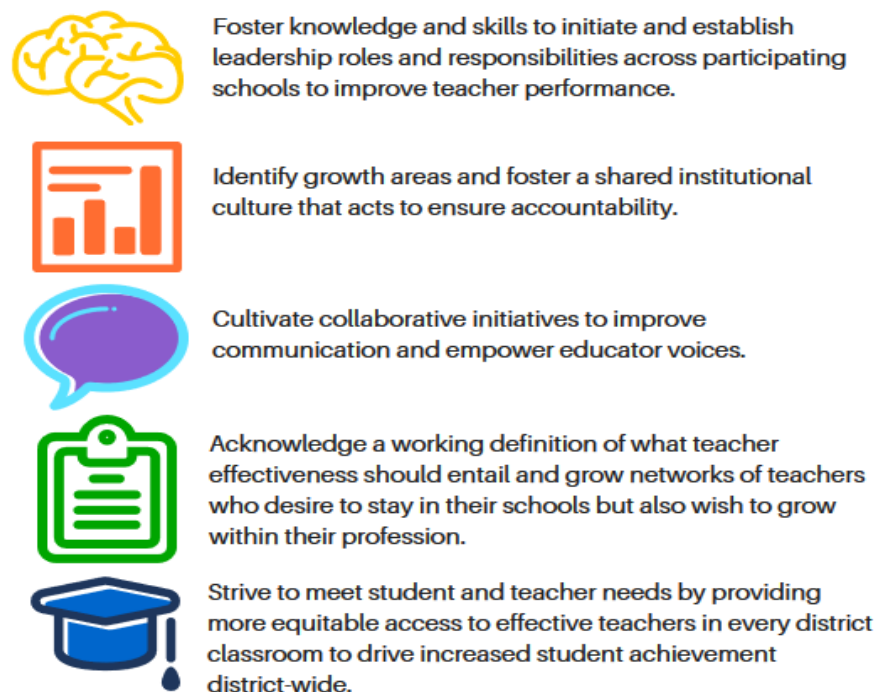 Foster knowledge and skills to initiate and establish
leadership roles and responsibilities across participating
schools to improve teacher performance.
Identify growth areas and foster a shared institutional
culture that acts to ensure accountability.
Cultivate collaborative initiatives to improve
communication and empower educator voices.
Acknowledge a working definition of what teacher
effectiveness should entail and grow networks of teachers
who desire to stay in their schools but also wish to grow
within their profession.
Strive to meet student and teacher needs by providing
more equitable access to effective teachers in every district
classroom to drive increased student achievement
district-wide.